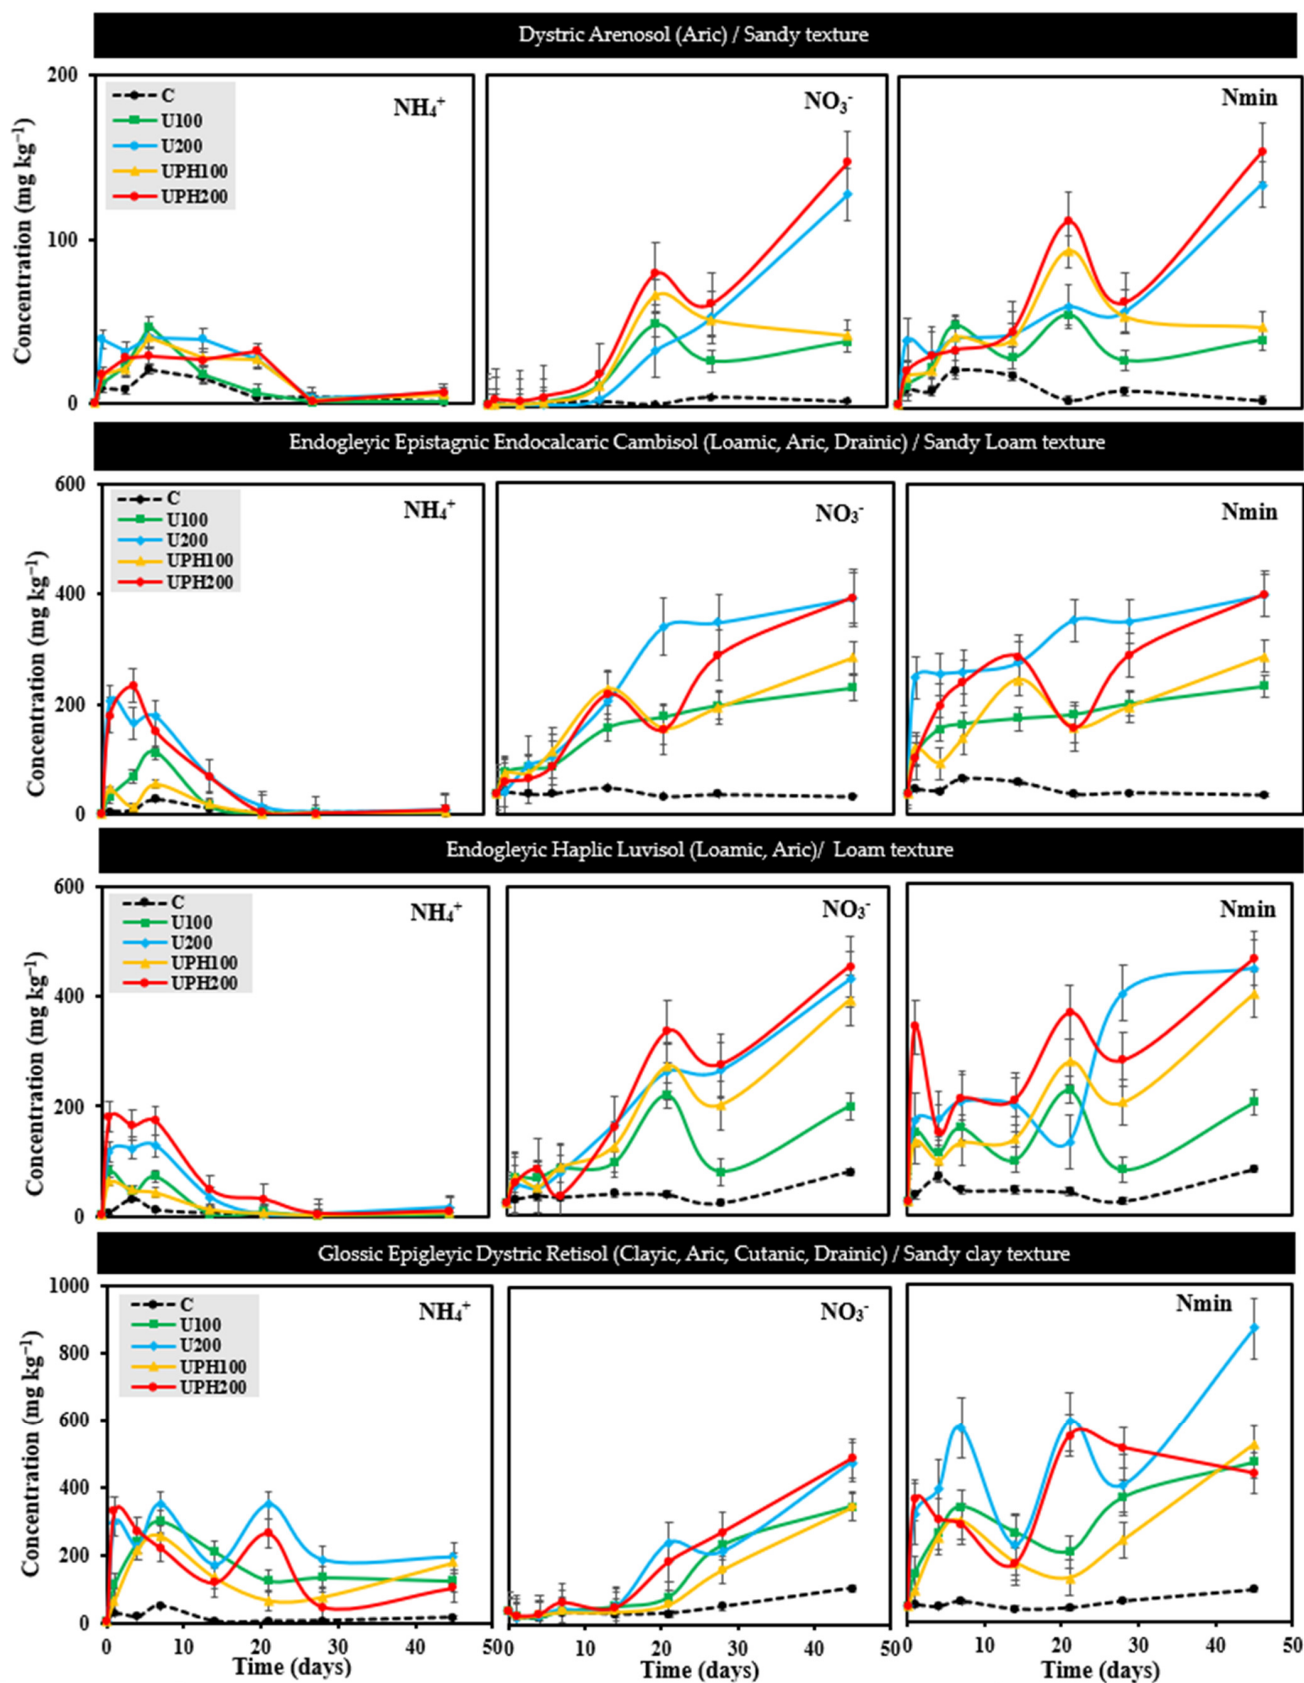 Dystric Arenosol (Aric) / Sandy texture
Concentration (mg kg⁻¹)
200
100
0
C
U100
U200
UPH100
UPH200
NH₄⁺
NO₃⁻
Nmin
Endogleyic Epistagnic Endocalcaric Cambisol (Loamic, Aric, Drainic) / Sandy Loam texture
Concentration (mg kg⁻¹)
600
400
200
0
C
U100
U200
UPH100
UPH200
NH₄⁺
NO₃⁻
Nmin
Endogleyic Haplic Luvisol (Loamic, Aric)/ Loam texture
Concentration (mg kg⁻¹)
600
400
200
0
C
U100
U200
UPH100
UPH200
NH₄⁺
NO₃⁻
Nmin
Glossic Epigleyic Dystric Retisol (Clayic, Aric, Cutanic, Drainic) / Sandy clay texture
Concentration (mg kg⁻¹)
1000
800
600
400
200
0
C
U100
U200
UPH100
UPH200
NH₄⁺
NO₃⁻
Nmin
0 10 20 30 40 50
Time (days)
0 10 20 30 40 50
Time (days)
0 10 20 30 40 50
Time (days)